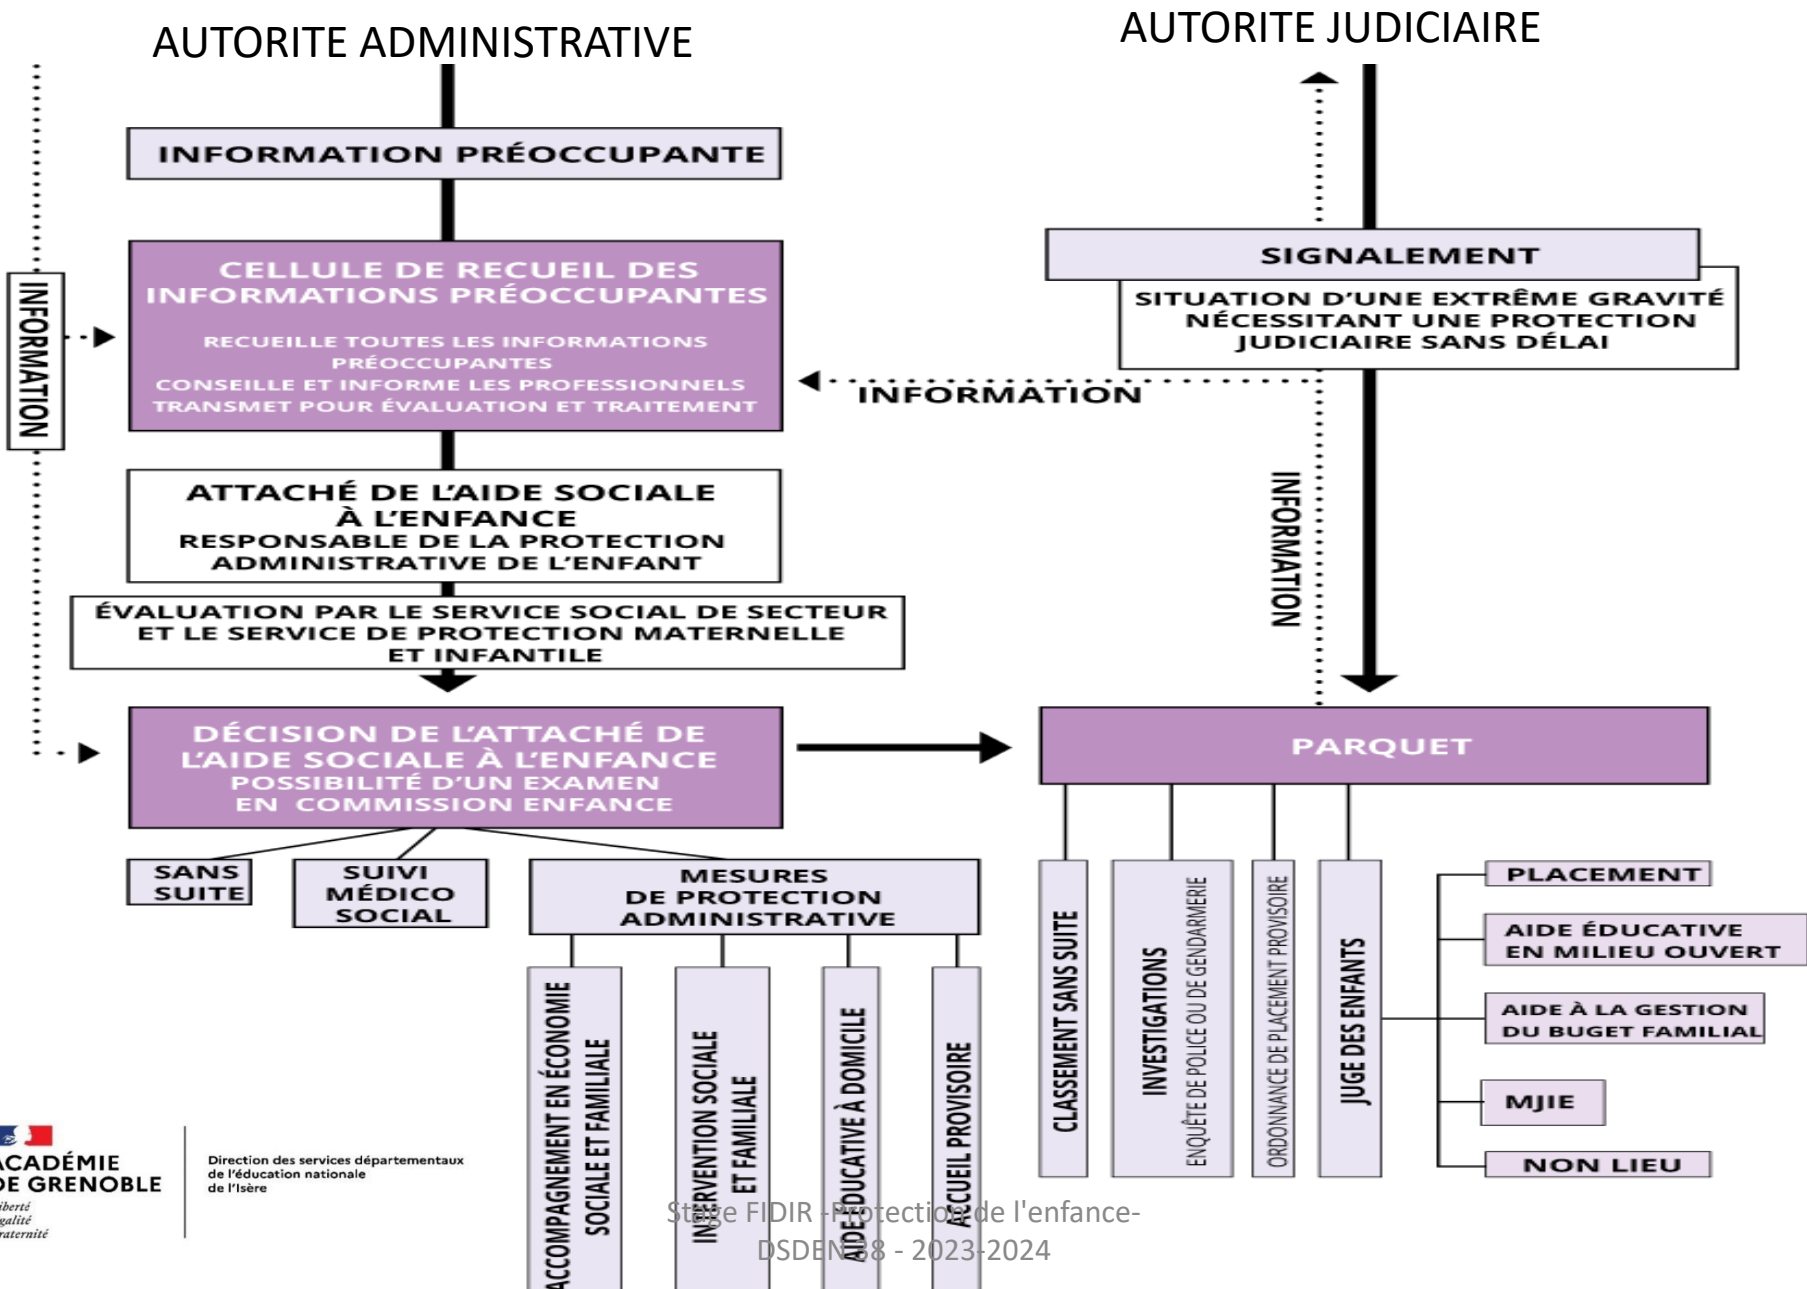 AUTORITE ADMINISTRATIVE
AUTORITE JUDICIAIRE
INFORMATION PRÉOCCUPANTE
CELLULE DE RECUEIL DES
INFORMATIONS PRÉOCCUPANTES
RECUEILLE TOUTES LES INFORMATIONS
PRÉOCCUPANTES
CONSEILLE ET INFORME LES PROFESSIONNELS
TRANSMET POUR ÉVALUATION ET TRAITEMENT
INFORMATION
SIGNALEMENT
SITUATION D'UNE EXTRÊME GRAVITÉ
NÉCESSITANT UNE PROTECTION
JUDICIAIRE SANS DÉLAI
INFORMATION
INFORMATION
ATTACHÉ DE L'AIDE SOCIALE
À L'ENFANCE
RESPONSABLE DE LA PROTECTION
ADMINISTRATIVE DE L'ENFANT
ÉVALUATION PAR LE SERVICE SOCIAL DE SECTEUR
ET LE SERVICE DE PROTECTION MATERNELLE
ET INFANTILE
DÉCISION DE L'ATTACHÉ DE
L'AIDE SOCIALE À L'ENFANCE
POSSIBILITÉ D'UN EXAMEN
EN COMMISSION ENFANCE
PARQUET
SANS
SUITE
SUIVI
MÉDICO
SOCIAL
MESURES
DE PROTECTION
ADMINISTRATIVE
ACCOMPAGNEMENT EN ÉCONOMIE
SOCIALE ET FAMILIALE
INTERVENTION SOCIALE
ET FAMILIALE
AIDE ÉDUCATIVE À DOMICILE
ACCUEIL PROVISOIRE
CLASSEMENT SANS SUITE
INVESTIGATIONS
ENQUÊTE DE POLICE OU DE GENDARMERIE
ORDONNANCE DE PLACEMENT PROVISOIRE
JUGE DES ENFANTS
PLACEMENT
AIDE ÉDUCATIVE
EN MILIEU OUVERT
AIDE À LA GESTION
DU BUGET FAMILIAL
MJIE
NON LIEU
ACADÉMIE
DE GRENOBLE
Liberté
Égalité
Fraternité
Direction des services départementaux
de l'éducation nationale
de l'Isère
Stage FIDIR -Protection de l'enfance-
DSDEN 38 - 2023-2024